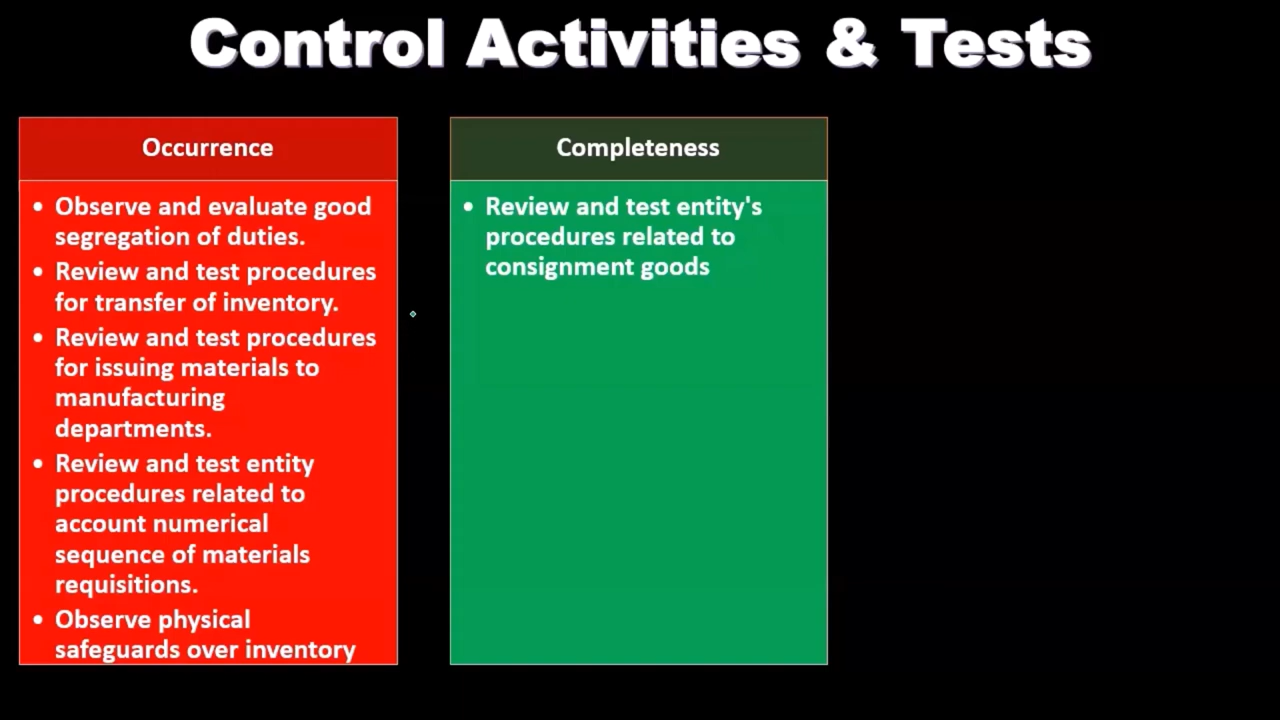 Control Activities & Tests
Occurrence
• Observe and evaluate good
segregation of duties.
• Review and test procedures
for transfer of inventory.
• Review and test procedures
for issuing materials to
manufacturing
departments.
• Review and test entity
procedures related to
account numerical
sequence of materials
requisitions.
• Observe physical
safeguards over inventory
Completeness
• Review and test entity's
procedures related to
consignment goods